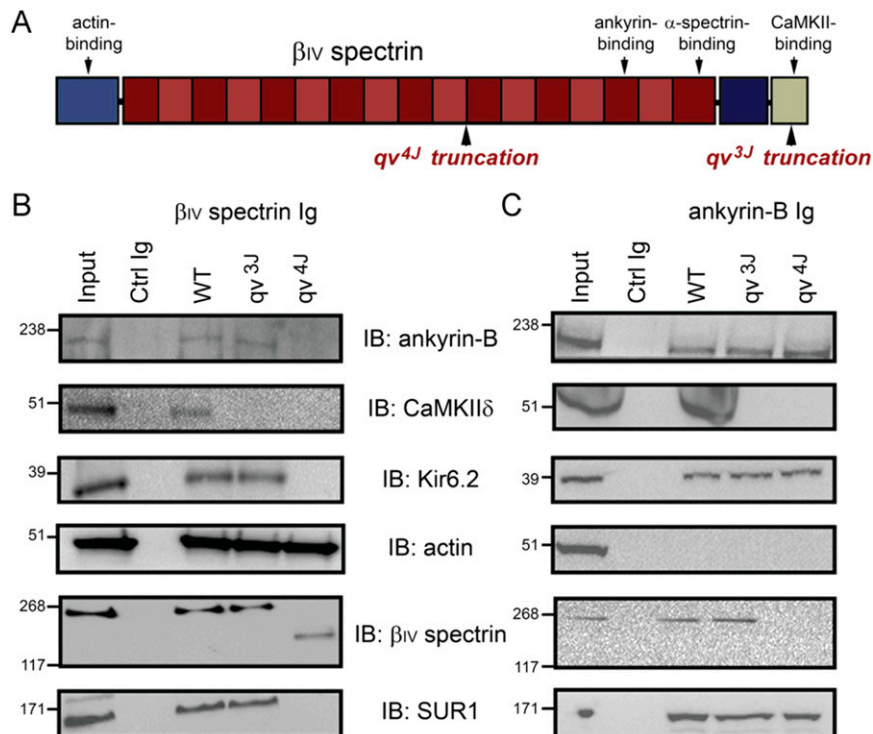 A
actin-
binding
βIV spectrin
ankyrin-
binding
α-spectrin-
binding
CaMKII-
binding
qv4J truncation
qv3J truncation
B
βIV spectrin Ig
Input
Ctrl Ig
WT
qv 3J
qv 4J
238
51
39
51
268
117
171
IB: ankyrin-B
IB: CaMKIIδ
IB: Kir6.2
IB: actin
IB: βIV spectrin
IB: SUR1
C
ankyrin-B Ig
Input
Ctrl Ig
WT
qv 3J
qv 4J
238
51
39
51
268
117
171